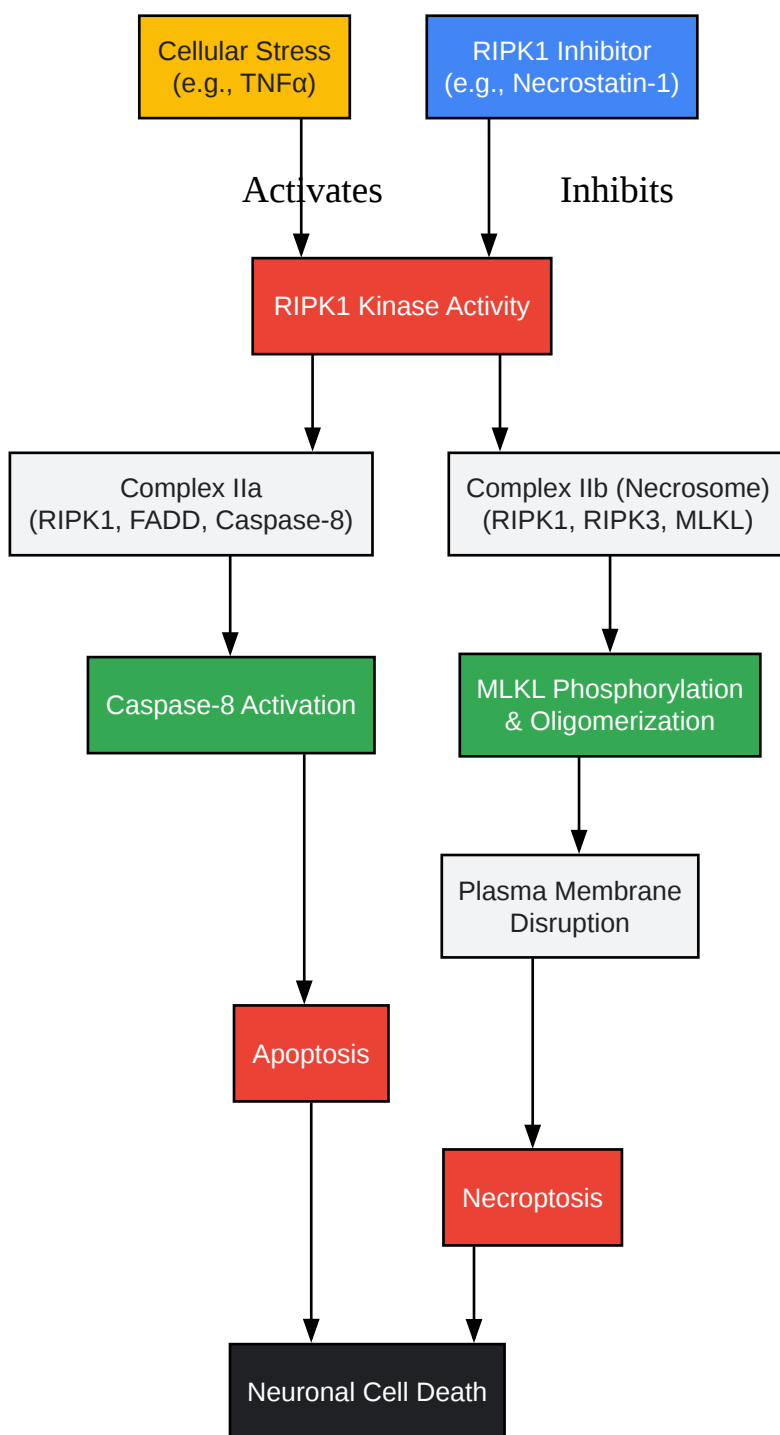 Cellular Stress
(e.g., TNFα)
RIPK1 Inhibitor
(e.g., Necrostatin-1)
Activates
Inhibits
RIPK1 Kinase Activity
Complex IIa
(RIPK1, FADD, Caspase-8)
Complex IIb (Necrosome)
(RIPK1, RIPK3, MLKL)
Caspase-8 Activation
MLKL Phosphorylation
& Oligomerization
Plasma Membrane
Disruption
Apoptosis
Necroptosis
Neuronal Cell Death